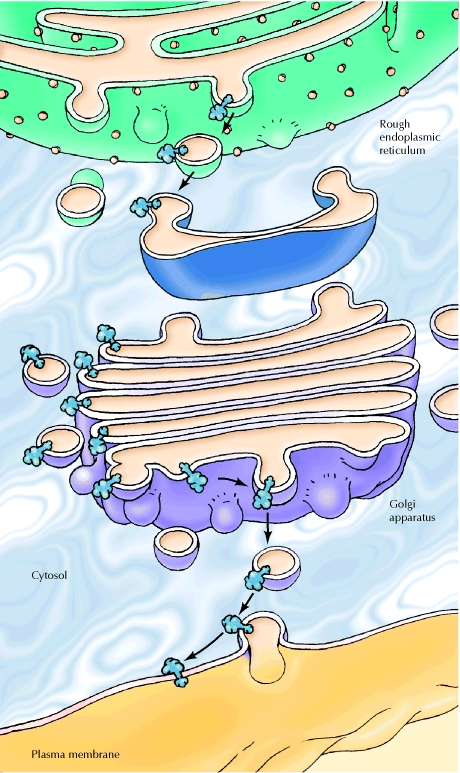 Rough
endoplasmic
reticulum
Golgi
apparatus
Cytosol
Plasma membrane